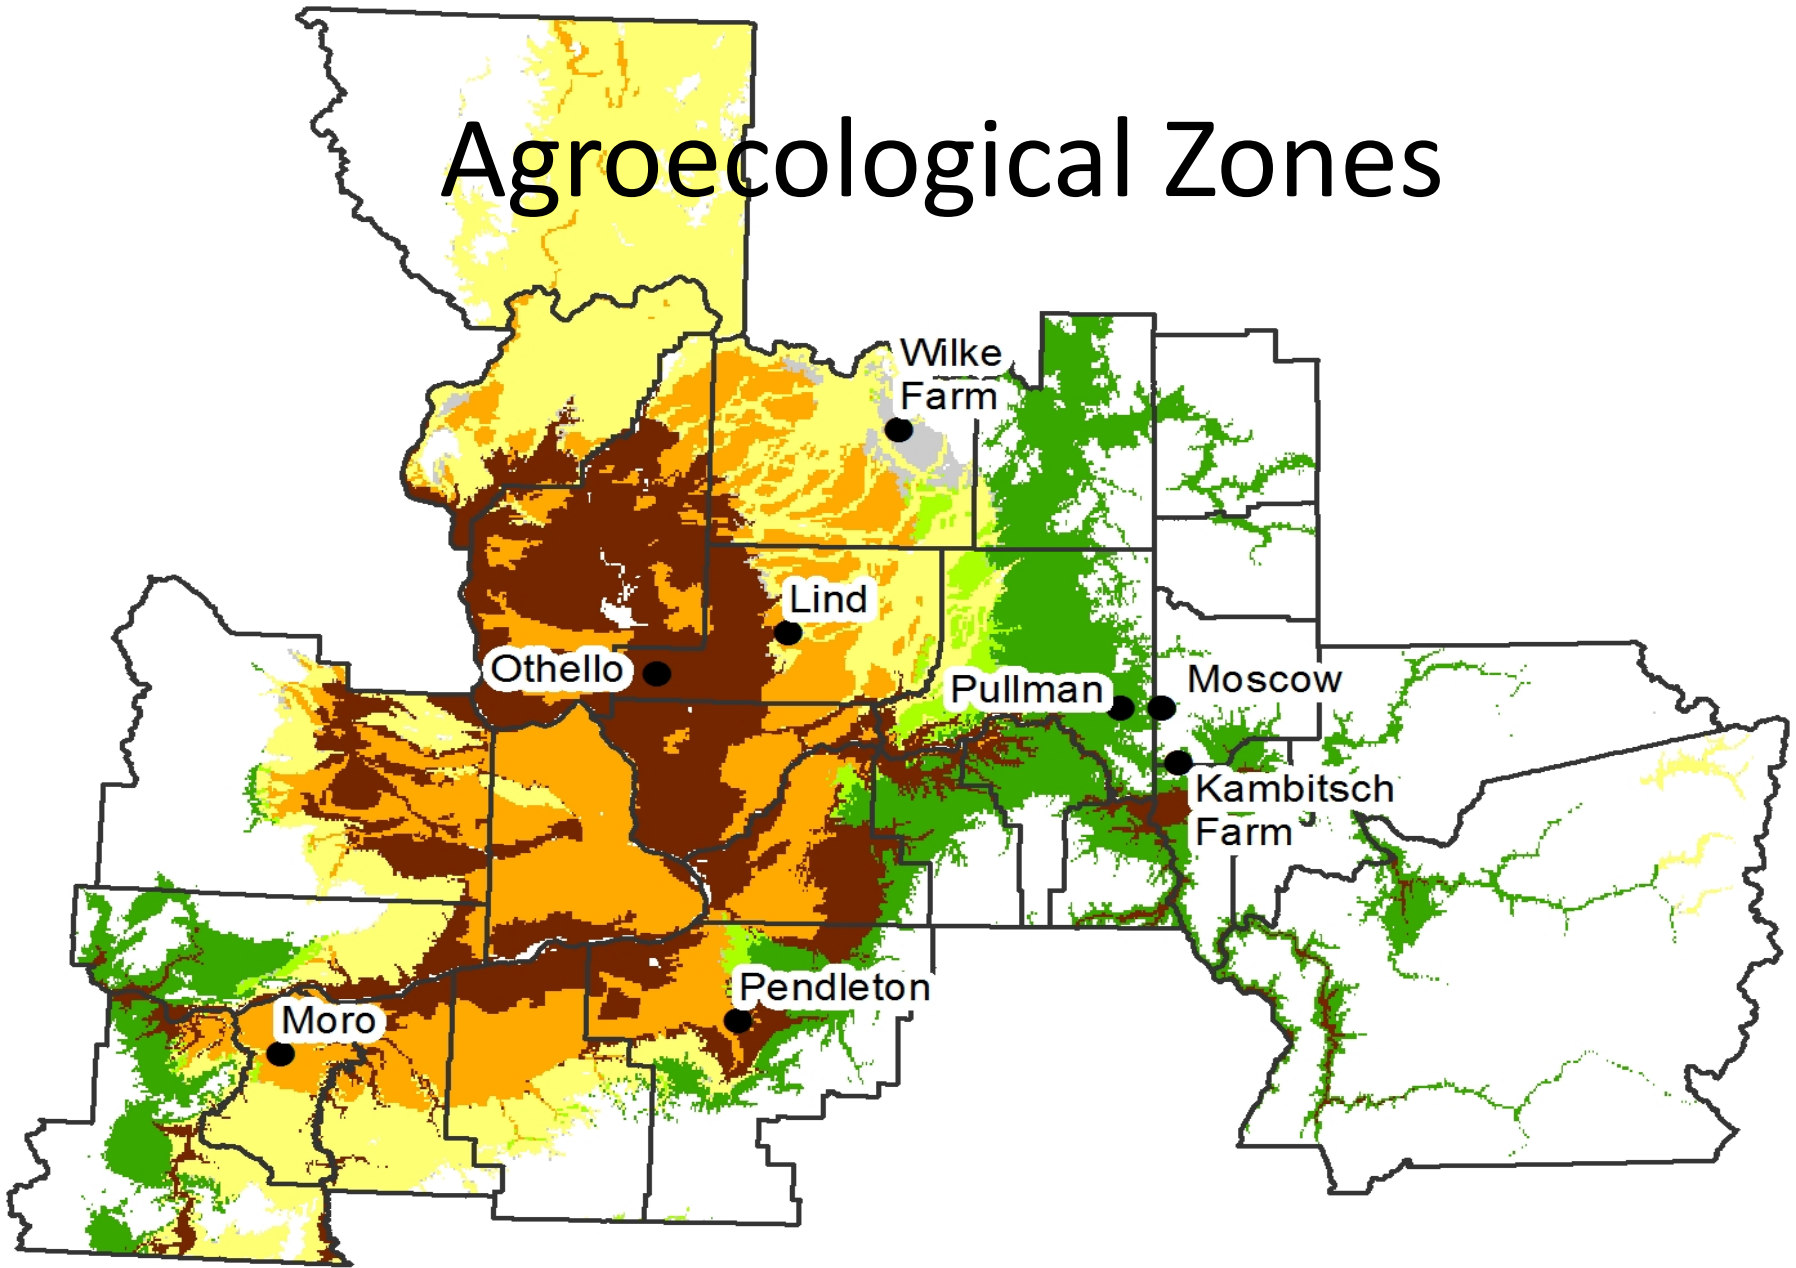 Agroecological Zones
Wilke
Farm
Lind
Othello
Pullman
Moscow
Kambitsch
Farm
Pendleton
Moro